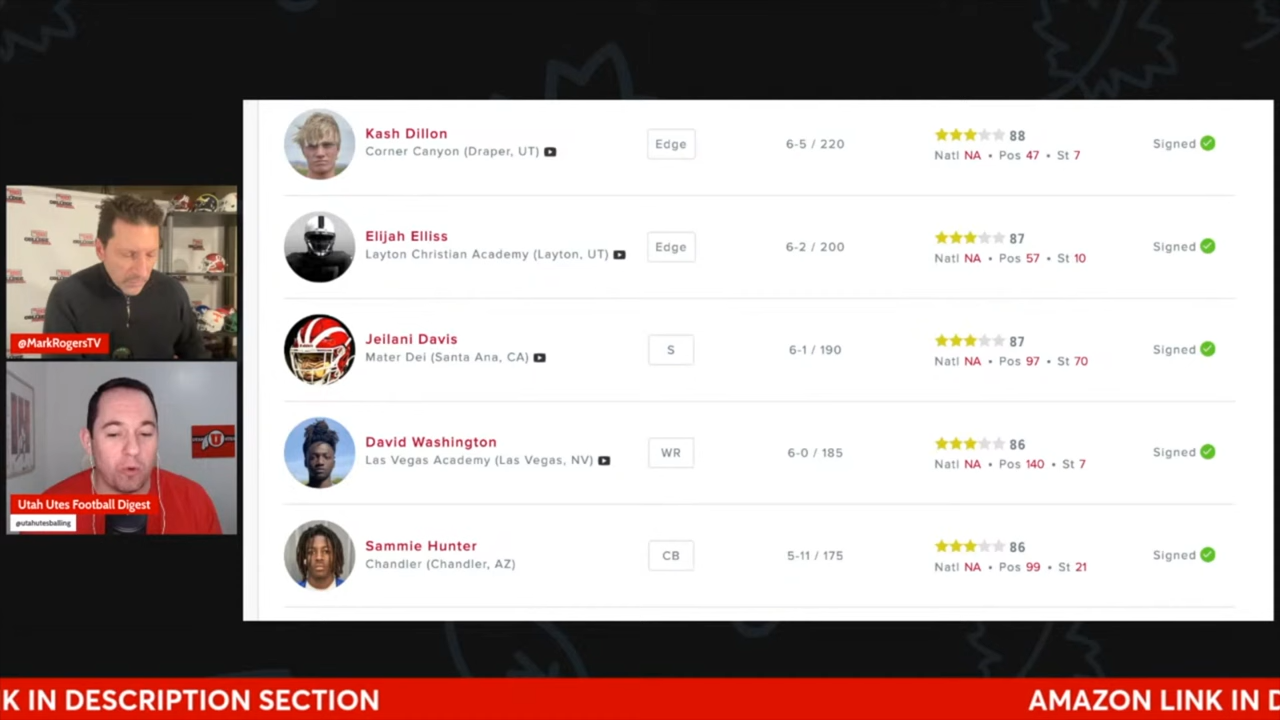 Kash Dillon
Corner Canyon (Draper, UT)
Edge
6-5 / 220
88
Natl NA • Pos 47 • St 7
Signed
Elijah Elliss
Layton Christian Academy (Layton, UT)
Edge
6-2 / 200
87
Natl NA • Pos 57 • St 10
Signed
Jeilani Davis
Mater Dei (Santa Ana, CA)
S
6-1 / 190
87
Natl NA • Pos 97 • St 70
Signed
David Washington
Las Vegas Academy (Las Vegas, NV)
WR
6-0 / 185
86
Natl NA • Pos 140 • St 7
Signed
Sammie Hunter
Chandler (Chandler, AZ)
CB
5-11 / 175
86
Natl NA • Pos 99 • St 21
Signed
@MarkRogersTV
Utah Utes Football Digest
@utahutesballing
K IN DESCRIPTION SECTION
AMAZON LINK IN D